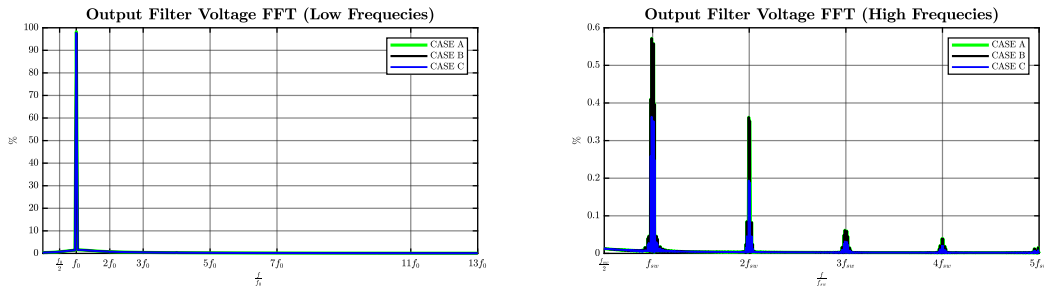 Output Filter Voltage FFT (Low Frequecies)
100
90
80
70
60
50
40
30
20
10
0
%
CASE A
CASE B
CASE C
f₀/2 f₀ 2f₀ 3f₀ 5f₀ 7f₀ 11f₀ 13f₀
f/f₀
Output Filter Voltage FFT (High Frequecies)
0.6
0.5
0.4
0.3
0.2
0.1
0
%
CASE A
CASE B
CASE C
f_sw/2 f_sw 2f_sw 3f_sw 4f_sw 5f_s
f/f_sw